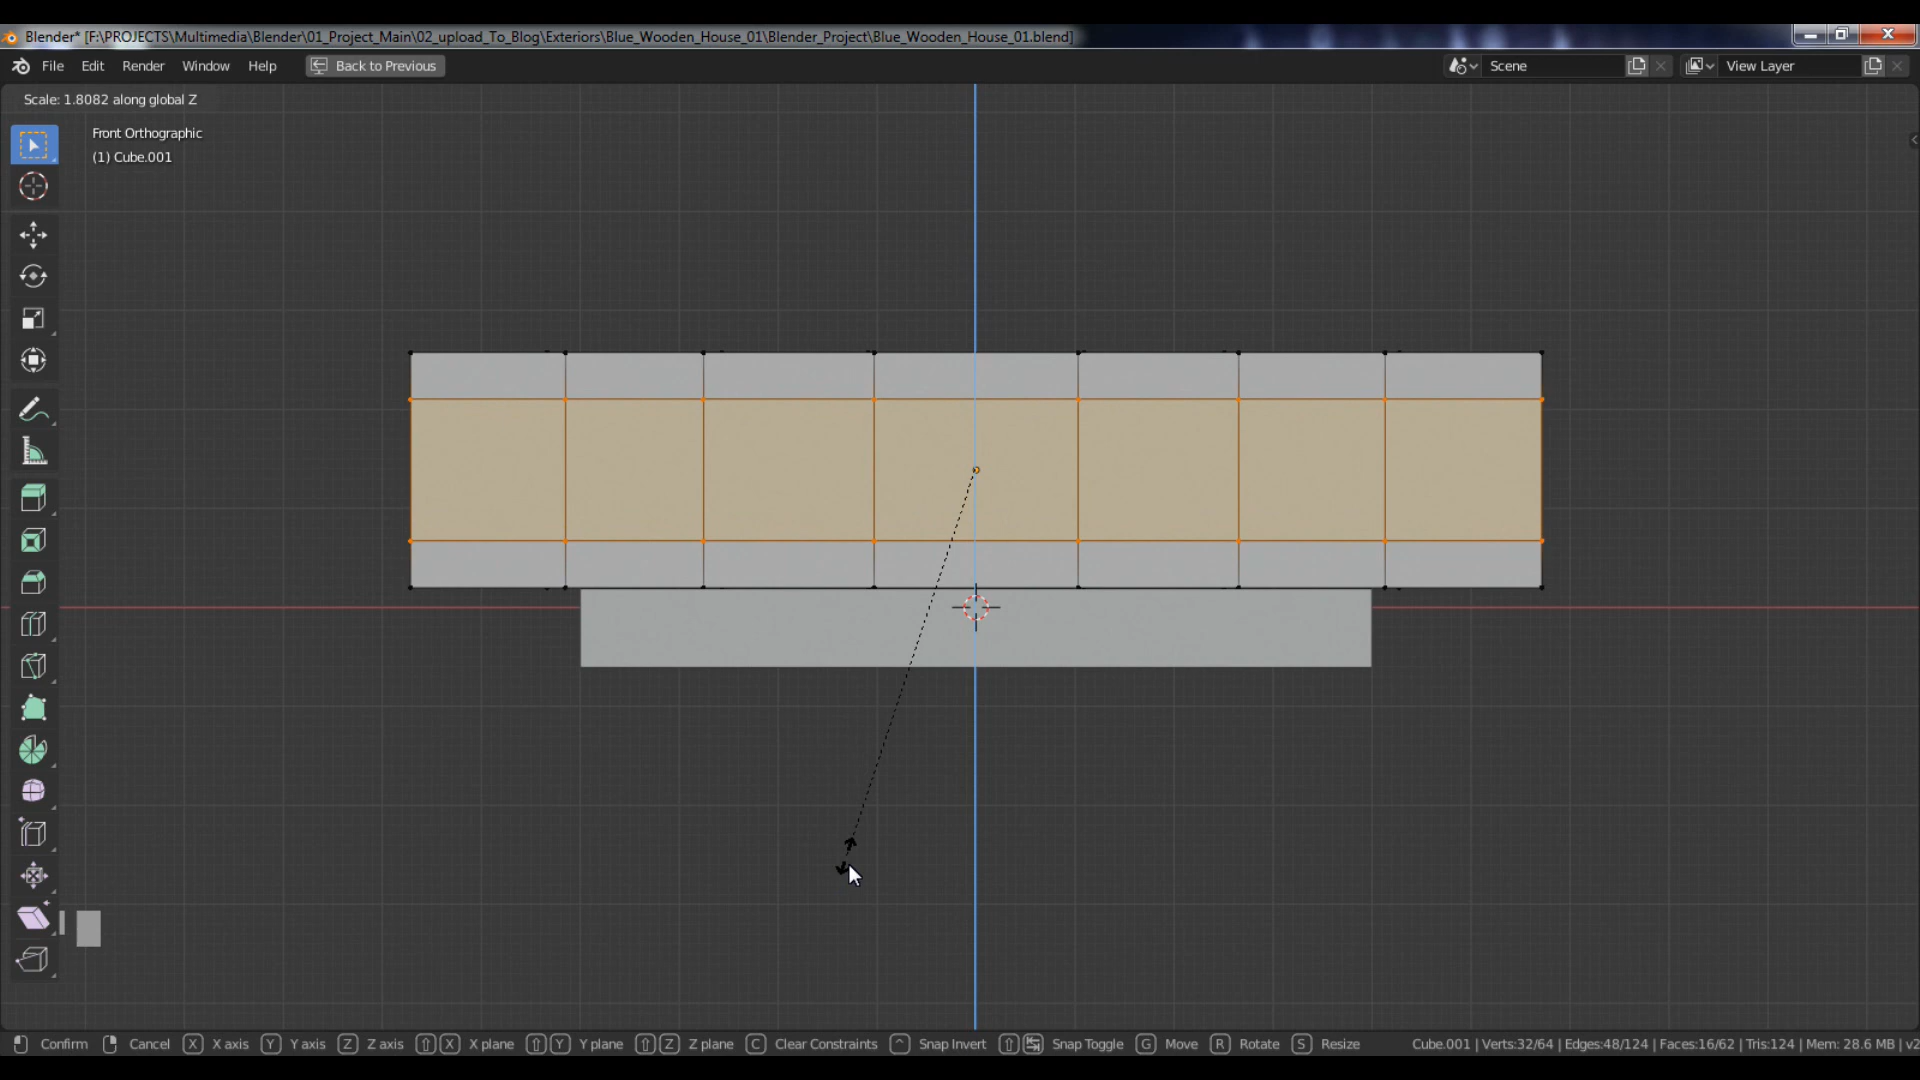 Blender* [F:\PROJECTS\Multimedia\Blender\01_Project_Main\02_upload_To_Blog\Exteriors\Blue_Wooden_House_01\Blender_Project\Blue_Wooden_House_01.blend]
File Edit Render Window Help Back to Previous Scene View Layer
Scale: 1.8082 along global Z
Front Orthographic
(1) Cube.001
Confirm Cancel X X axis Y Y axis Z Z axis X X plane Y Y plane Z Z plane C Clear Constraints ^ Snap Invert Snap Toggle G Move R Rotate S Resize Cube.001 | Verts:32/64 | Edges:48/124 | Faces:16/62 | Tris:124 | Mem: 28.6 MB | v2